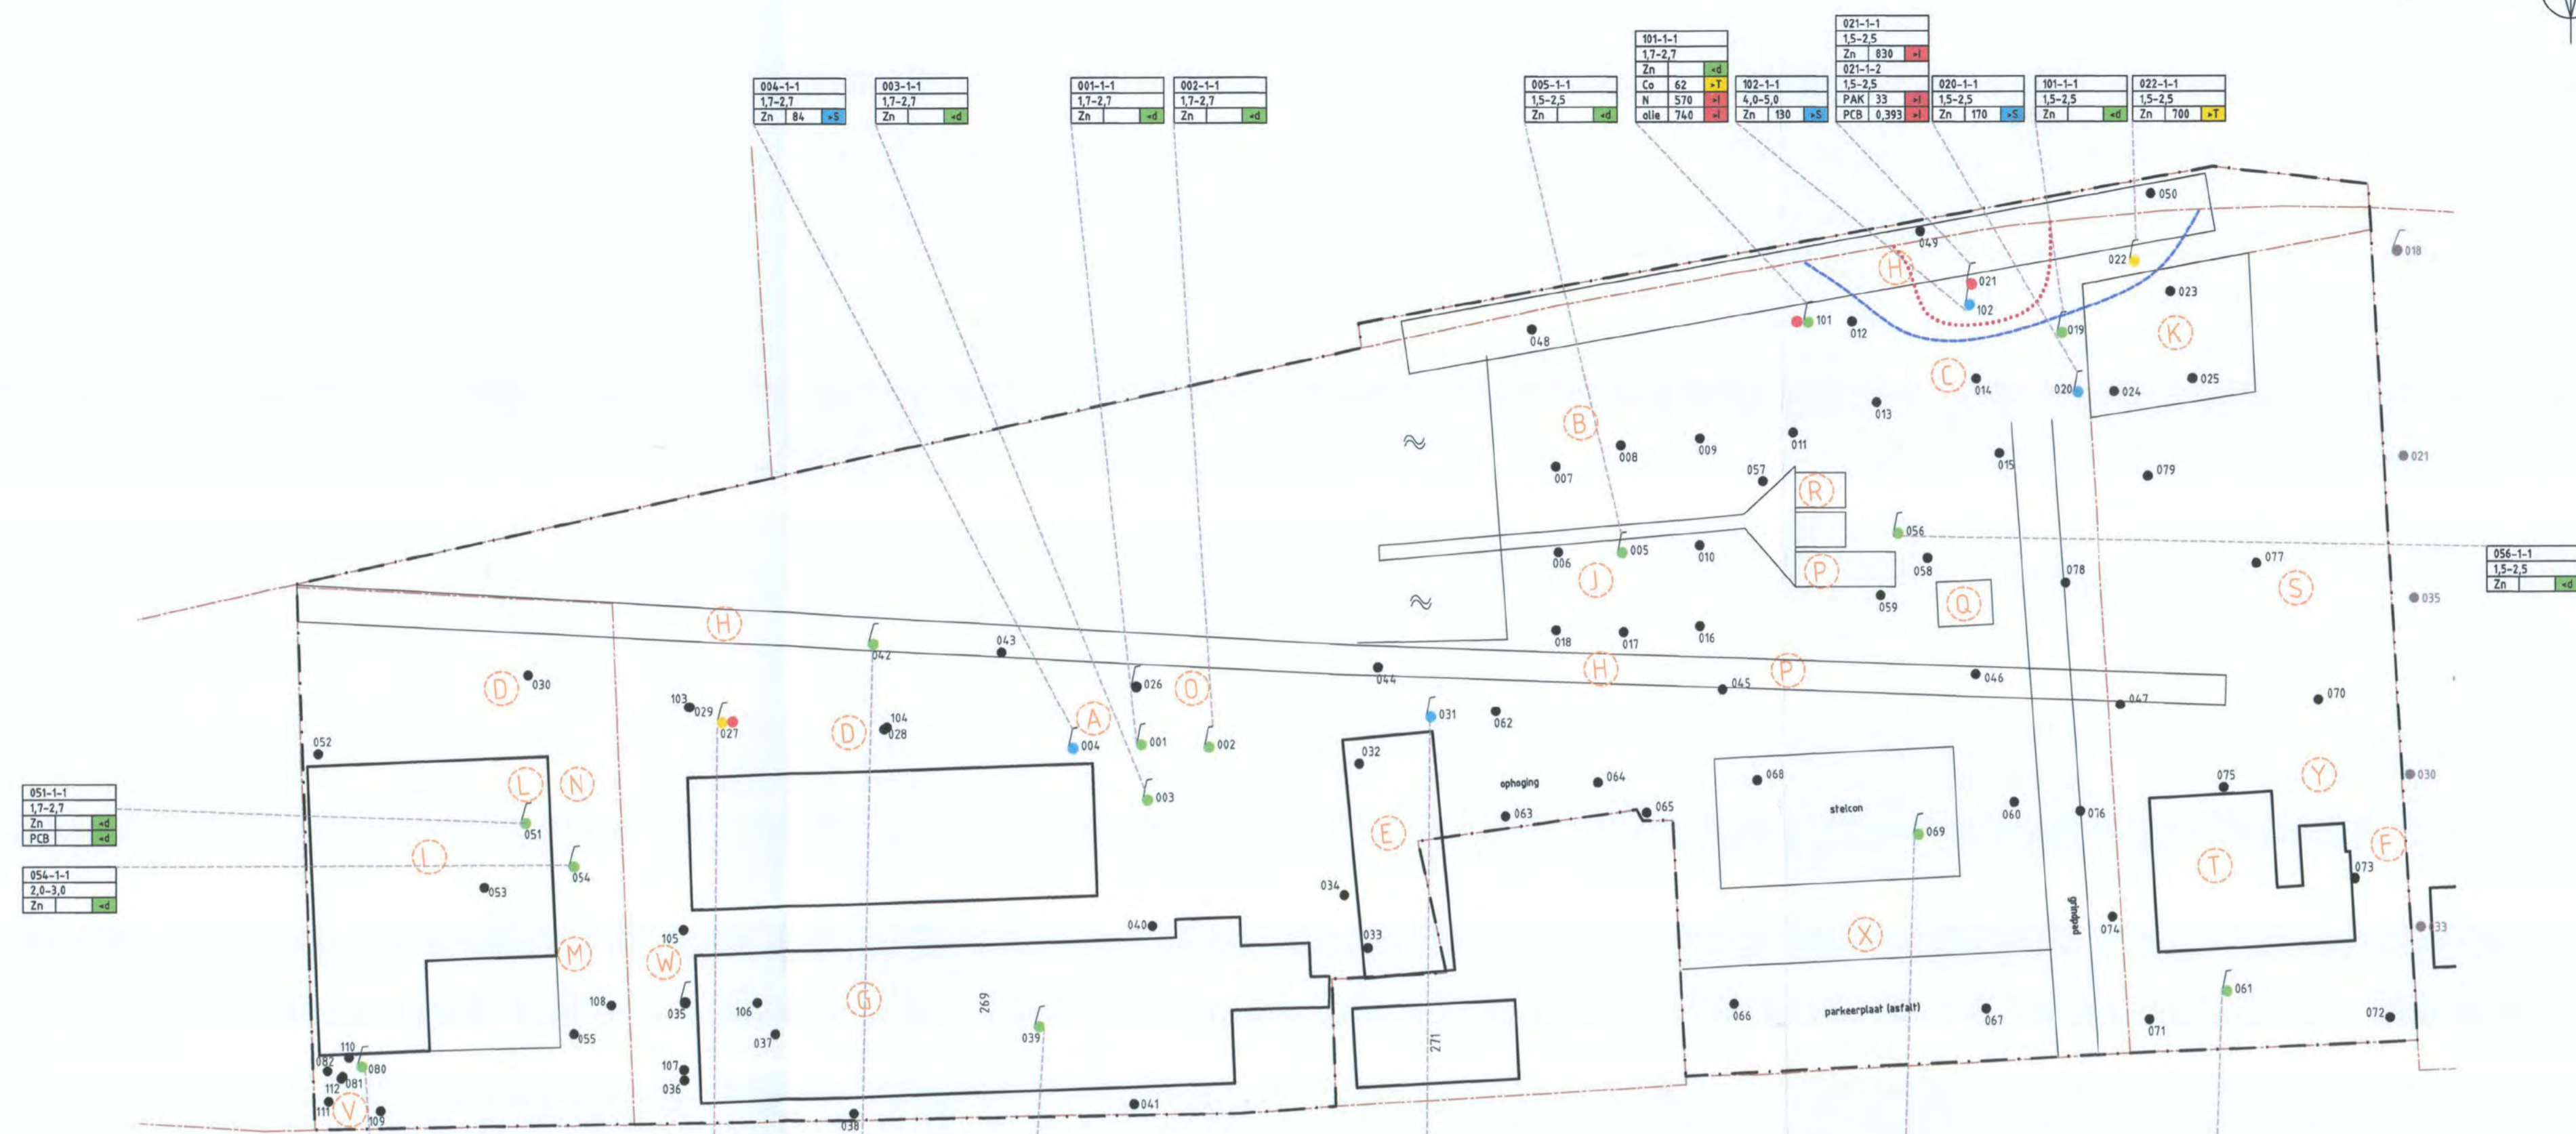 021-1-1
1,5-2,5
Zn 830 >I
021-1-2
1,5-2,5
PAK 33 >I
PCB 0,393 >I
101-1-1
1,7-2,7
Zn <d
Co 62 >T
N 570 >I
olie 740 >I
004-1-1
1,7-2,7
Zn 84 >S
003-1-1
1,7-2,7
Zn <d
001-1-1
1,7-2,7
Zn <d
002-1-1
1,7-2,7
Zn <d
005-1-1
1,5-2,5
Zn <d
102-1-1
4,0-5,0
Zn 130 >S
020-1-1
1,5-2,5
Zn 170 >S
101-1-1
1,5-2,5
Zn <d
022-1-1
1,5-2,5
Zn 700 >T
050
049
018
022
H
021
023
102
101
012
019
K
048
C
014
020
024
025
013
B
011
009
008
015
021
007
057
079
R
056
005
010
006
058
077
056-1-1
1,5-2,5
Zn <d
J
P
078
S
Q
059
035
H
018
017
016
042
043
044
H
P
046
045
047
070
D
030
026
O
103
029
027
D
104
028
A
004
001
002
031
062
052
032
003
ophoging
064
068
Y
030
075
L
N
051-1-1
1,7-2,7
Zn <d
PCB <d
051
063
065
stelcon
060
076
E
069
F
L
054
054-1-1
2,0-3,0
Zn <d
053
034
T
073
M
105
W
040
033
X
grindpad
074
033
108
035
106
G
269
061
055
037
039
271
066
parkeerplaat (asfalt)
067
071
072
110
082
080
112
081
107
036
111
V
109
038
041